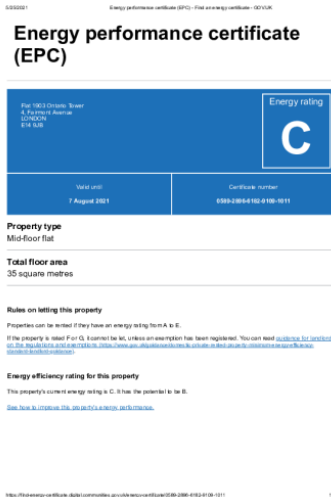 5/25/2021
Energy performance certificate (EPC) - Find an energy certificate - GOV.UK
Energy performance certificate
(EPC)
Flat 1903 Ontario Tower
4, Fairmont Avenue
LONDON
E14 9JB
Energy rating
C
Valid until
7 August 2021
Certificate number
0599-2896-6162-9109-1011
Property type
Mid-floor flat
Total floor area
35 square metres
Rules on letting this property
Properties can be rented if they have an energy rating from A to E.
If the property is rated F or G, it cannot be let, unless an exemption has been registered. You can read guidance for landlords
on the regulations and exemptions (https://www.gov.uk/guidance/domestic-private-rented-property-minimum-energy-efficiency-
standard-landlord-guidance).
Energy efficiency rating for this property
This property's current energy rating is C. It has the potential to be B.
See how to improve this property's energy performance.
https://find-energy-certificate.digital.communities.gov.uk/energy-certificate/0599-2896-6162-9109-1011